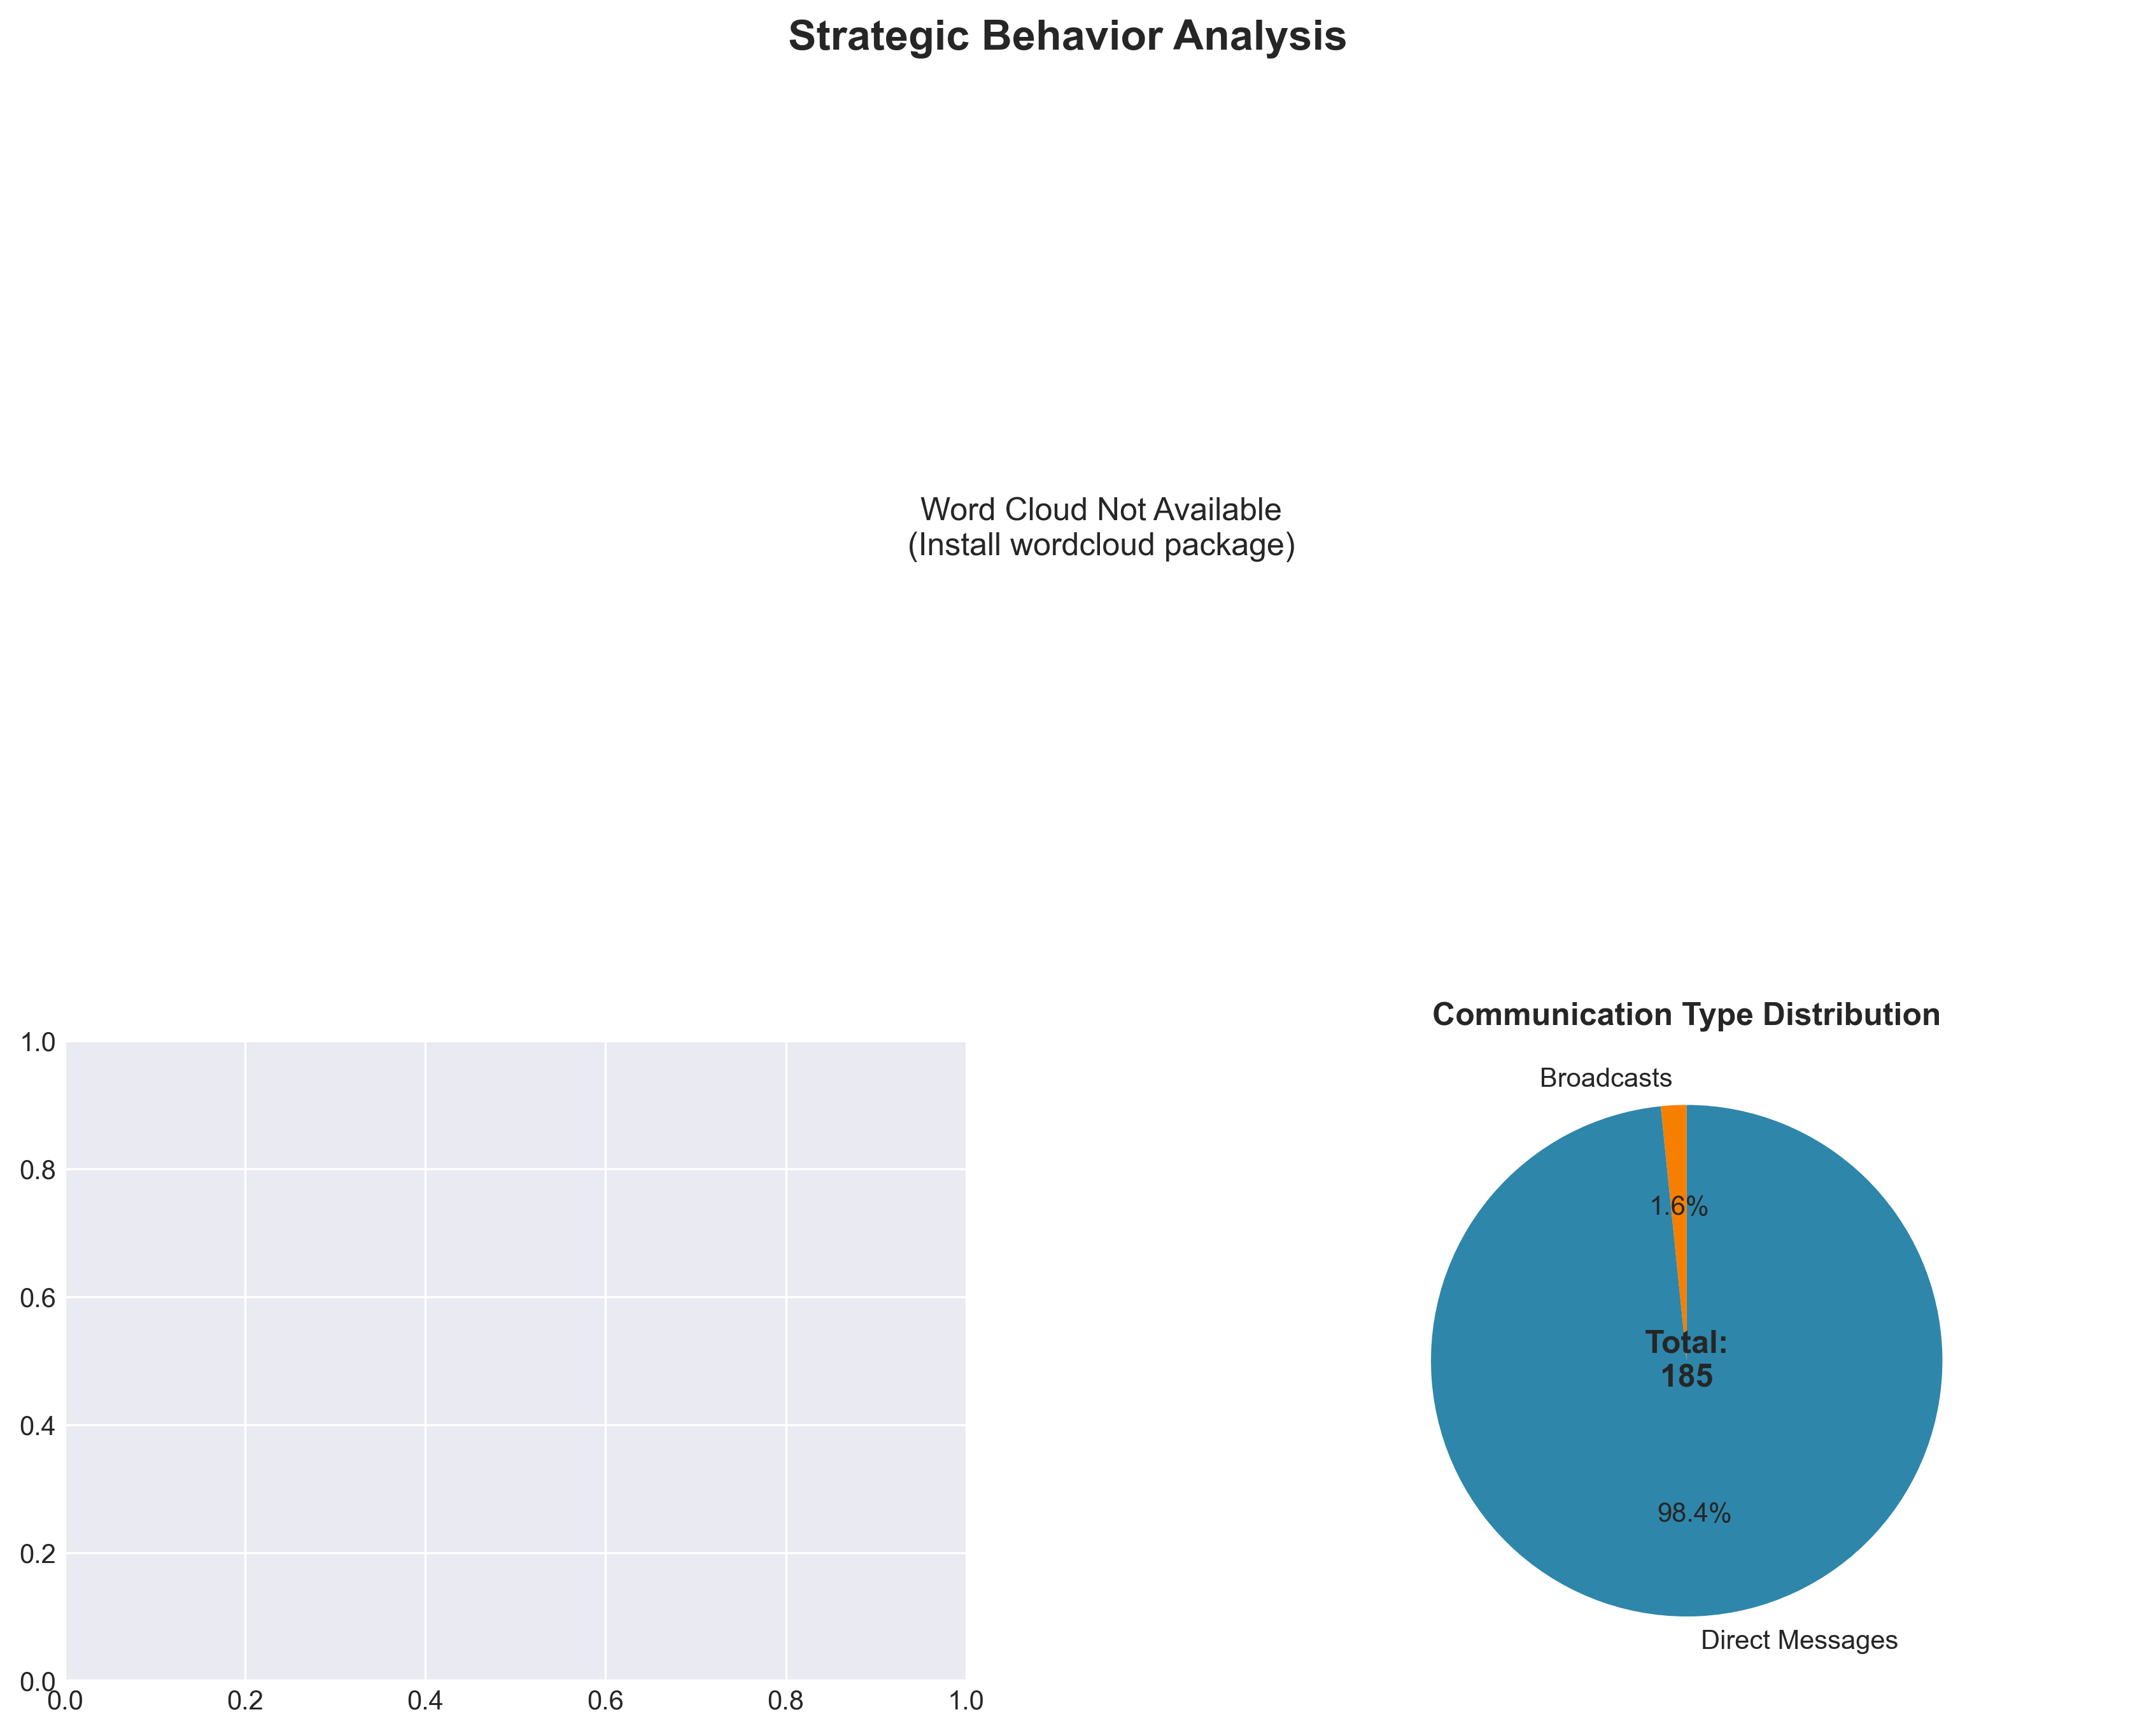 Strategic Behavior Analysis
Word Cloud Not Available
(Install wordcloud package)
1.0
0.8
0.6
0.4
0.2
0.0
0.0 0.2 0.4 0.6 0.8 1.0
Communication Type Distribution
Broadcasts
1.6%
Total:
185
98.4%
Direct Messages